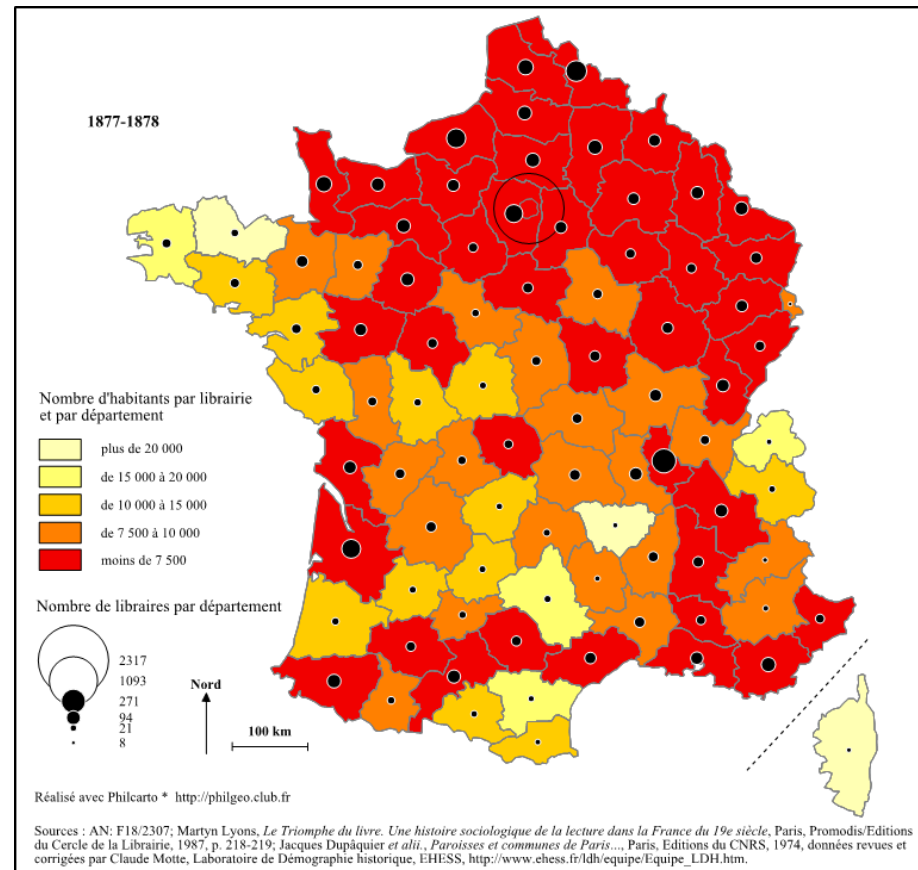 1877-1878
Nombre d'habitants par librairie
et par département
plus de 20 000
de 15 000 à 20 000
de 10 000 à 15 000
de 7 500 à 10 000
moins de 7 500
Nombre de libraires par département
2317
1093
271
94
21
8
Nord
100 km
Réalisé avec Philcarto * http://philgeo.club.fr
Sources : AN: F18/2307; Martyn Lyons, Le Triomphe du livre. Une histoire sociologique de la lecture dans la France du 19e siècle, Paris, Promodis/Editions
du Cercle de la Librairie, 1987, p. 218-219; Jacques Dupâquier et alii., Paroisses et communes de Paris..., Paris, Editions du CNRS, 1974, données revues et
corrigées par Claude Motte, Laboratoire de Démographie historique, EHESS, http://www.ehess.fr/ldh/equipe/Equipe_LDH.htm.